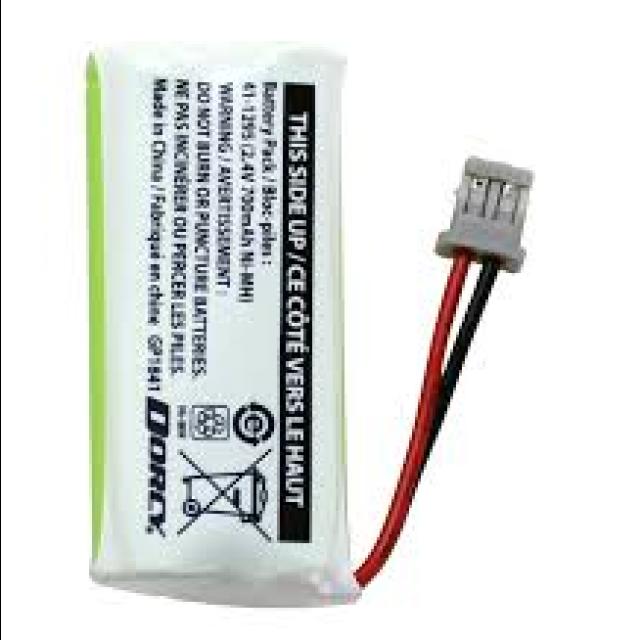 THIS SIDE UP / CE CÔTÉ VERS LE HAUT
Battery Pack / Bloc-piles :
41-1295 (2.4V 700mAh Ni-MH)
WARNING / AVERTISSEMENT :
DO NOT BURN OR PUNCTURE BATTERIES.
NE PAS INCINÉRER OU PERCER LES PILES.
Made in China / Fabriqué en chine GP1641
DORCY